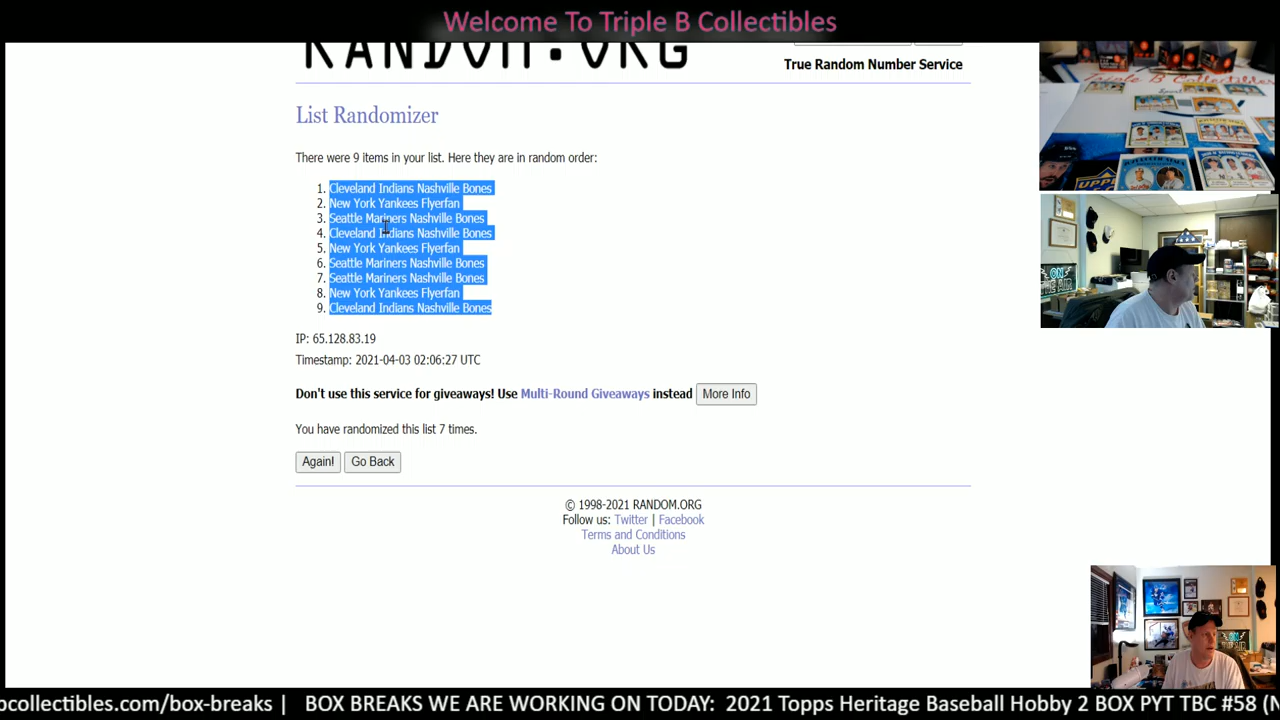 Welcome To Triple B Collectibles
RANDOM.ORG
True Random Number Service
List Randomizer
There were 9 items in your list. Here they are in random order:
1. Cleveland Indians Nashville Bones
2. New York Yankees Flyerfan
3. Seattle Mariners Nashville Bones
4. Cleveland Indians Nashville Bones
5. New York Yankees Flyerfan
6. Seattle Mariners Nashville Bones
7. Seattle Mariners Nashville Bones
8. New York Yankees Flyerfan
9. Cleveland Indians Nashville Bones
IP: 65.128.83.19
Timestamp: 2021-04-03 02:06:27 UTC
Don't use this service for giveaways! Use Multi-Round Giveaways instead More Info
You have randomized this list 7 times.
Again! Go Back
© 1998-2021 RANDOM.ORG
Follow us: Twitter | Facebook
Terms and Conditions
About Us
Triple B Collectibles
ON THE AIR
pcollectibles.com/box-breaks | BOX BREAKS WE ARE WORKING ON TODAY: 2021 Topps Heritage Baseball Hobby 2 BOX PYT TBC #58